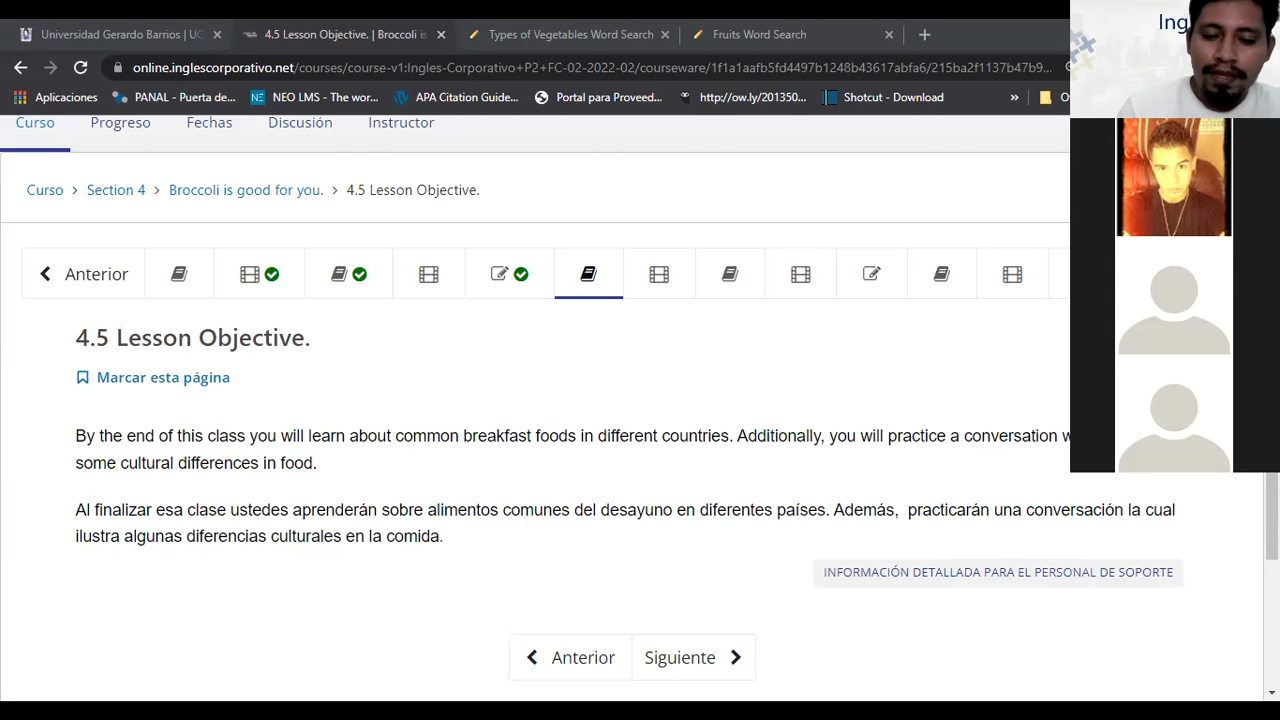 Universidad Gerardo Barrios | UG
4.5 Lesson Objective. | Broccoli is
Types of Vegetables Word Search
Fruits Word Search
Ing
online.inglescorporativo.net/courses/course-v1:Ingles-Corporativo+P2+FC-02-2022-02/courseware/1f1a1aafb5fd4497b1248b43617abfa6/215ba2f1137b47b9...
Aplicaciones
PANAL - Puerta de...
NEO LMS - The wor...
APA Citation Guide...
Portal para Proveed...
http://ow.ly/201350...
Shotcut - Download
»
Curso
Progreso
Fechas
Discusión
Instructor
Curso > Section 4 > Broccoli is good for you. > 4.5 Lesson Objective.
Anterior
4.5 Lesson Objective.
Marcar esta página
By the end of this class you will learn about common breakfast foods in different countries. Additionally, you will practice a conversation
some cultural differences in food.
Al finalizar esa clase ustedes aprenderán sobre alimentos comunes del desayuno en diferentes países. Además, practicarán una conversación la cual
ilustra algunas diferencias culturales en la comida.
INFORMACIÓN DETALLADA PARA EL PERSONAL DE SOPORTE
Anterior
Siguiente